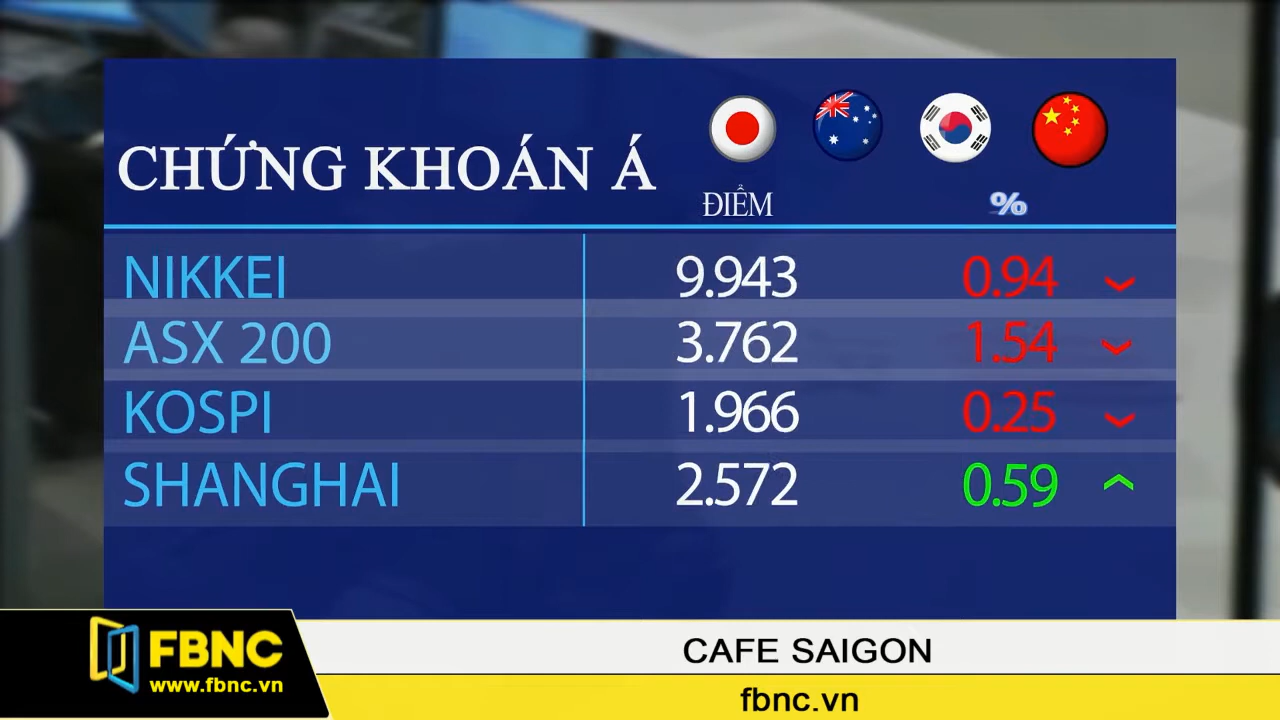 CHỨNG KHOÁN Á
ĐIỂM %
NIKKEI 9.943 0.94
ASX 200 3.762 1.54
KOSPI 1.966 0.25
SHANGHAI 2.572 0.59
FBNC
www.fbnc.vn
CAFE SAIGON
fbnc.vn